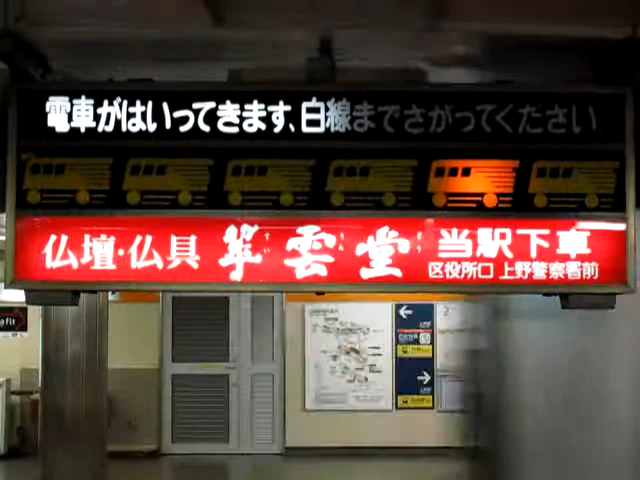 電車がはいってきます、白線までさがってください
仏壇・仏具 翠雲堂 当駅下車
区役所口 上野警察署前